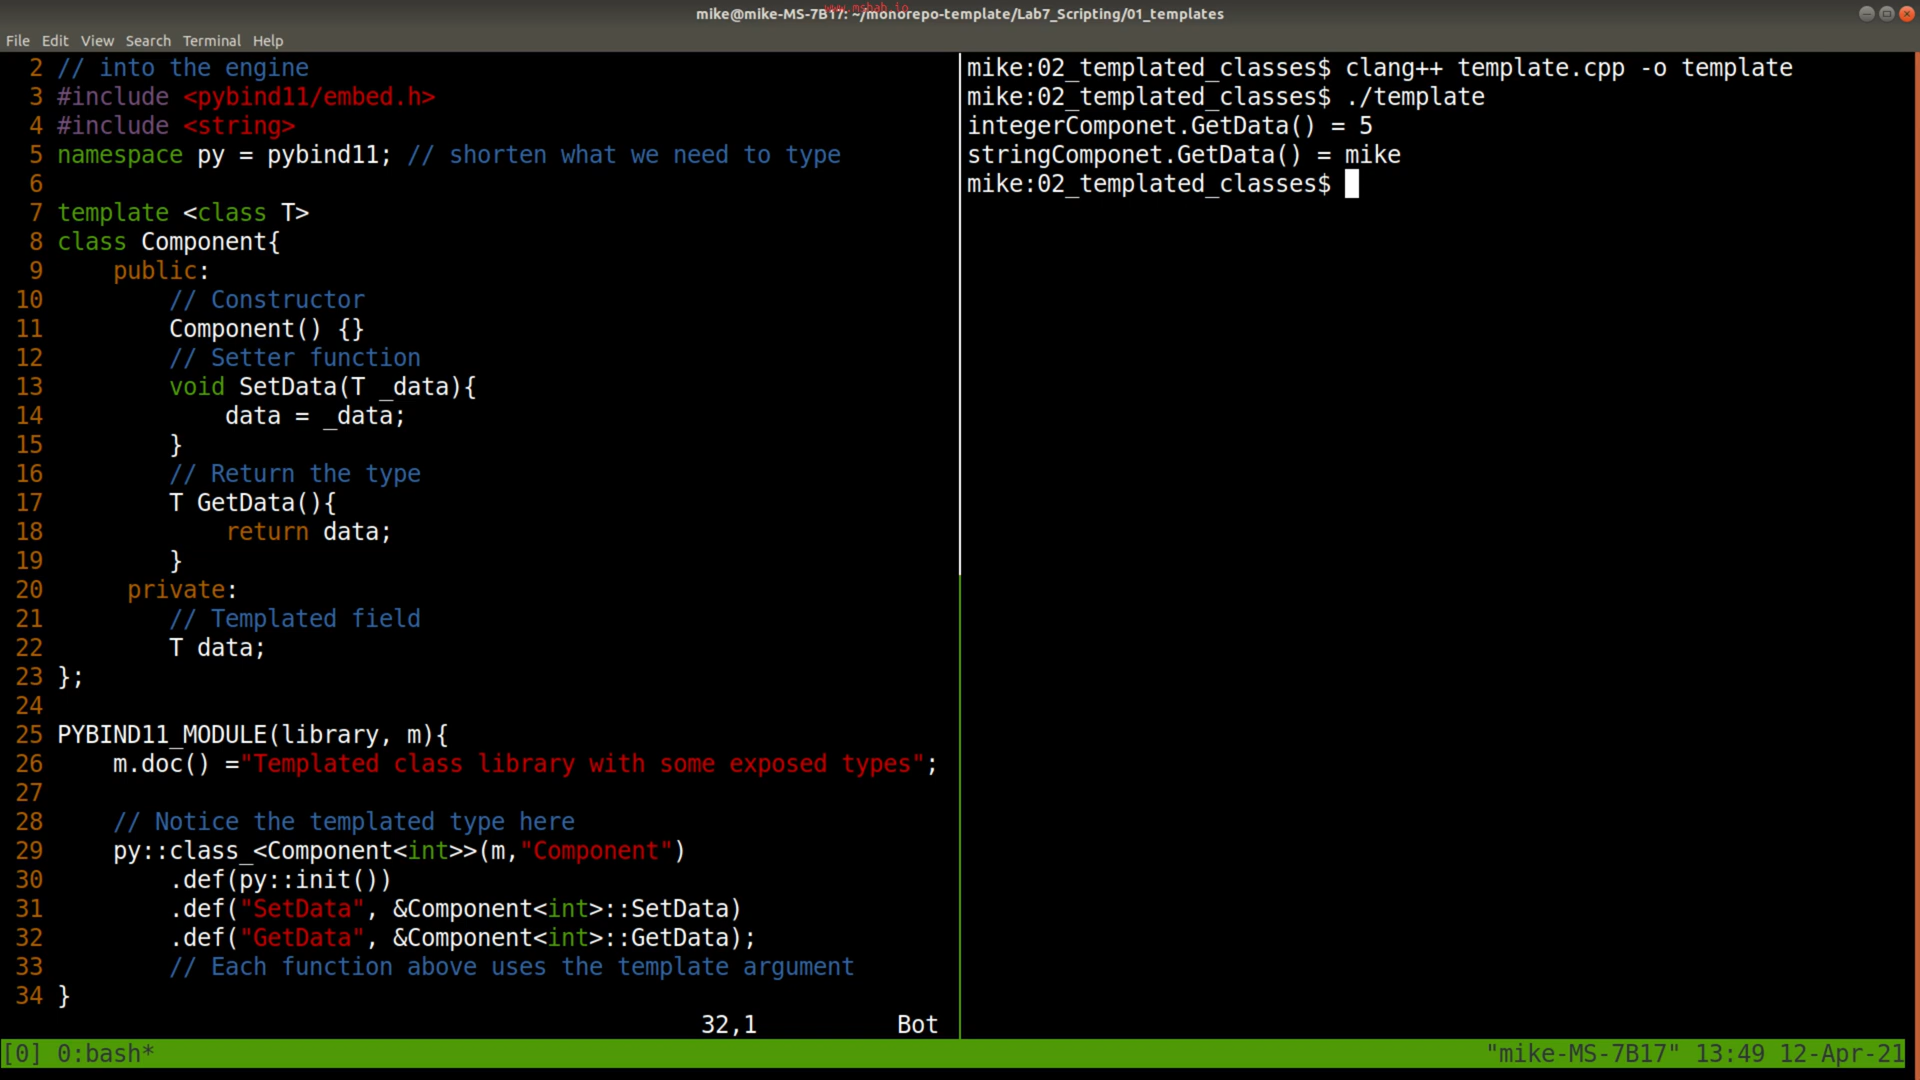 www.mshah.io
mike@mike-MS-7B17: ~/monorepo-template/Lab7_Scripting/01_templates
File Edit View Search Terminal Help
2 // into the engine
3 #include <pybind11/embed.h>
4 #include <string>
5 namespace py = pybind11; // shorten what we need to type
6
7 template <class T>
8 class Component{
9     public:
10         // Constructor
11         Component() {}
12         // Setter function
13         void SetData(T _data){
14             data = _data;
15         }
16         // Return the type
17         T GetData(){
18             return data;
19         }
20      private:
21         // Templated field
22         T data;
23 };
24
25 PYBIND11_MODULE(library, m){
26     m.doc() ="Templated class library with some exposed types";
27
28     // Notice the templated type here
29     py::class_<Component<int>>(m,"Component")
30         .def(py::init())
31         .def("SetData", &Component<int>::SetData)
32         .def("GetData", &Component<int>::GetData);
33         // Each function above uses the template argument
34 }
32,1 Bot
mike:02_templated_classes$ clang++ template.cpp -o template
mike:02_templated_classes$ ./template
integerComponet.GetData() = 5
stringComponet.GetData() = mike
mike:02_templated_classes$
[0] 0:bash* "mike-MS-7B17" 13:49 12-Apr-21